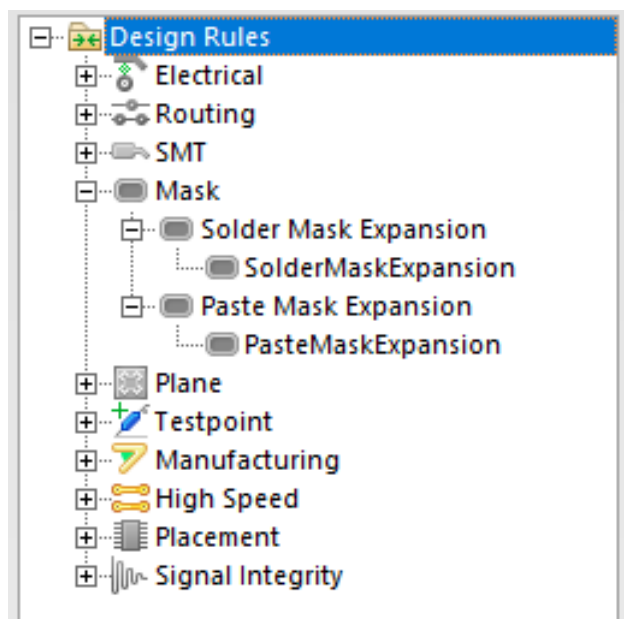 Design Rules
Electrical
Routing
SMT
Mask
Solder Mask Expansion
SolderMaskExpansion
Paste Mask Expansion
PasteMaskExpansion
Plane
Testpoint
Manufacturing
High Speed
Placement
Signal Integrity